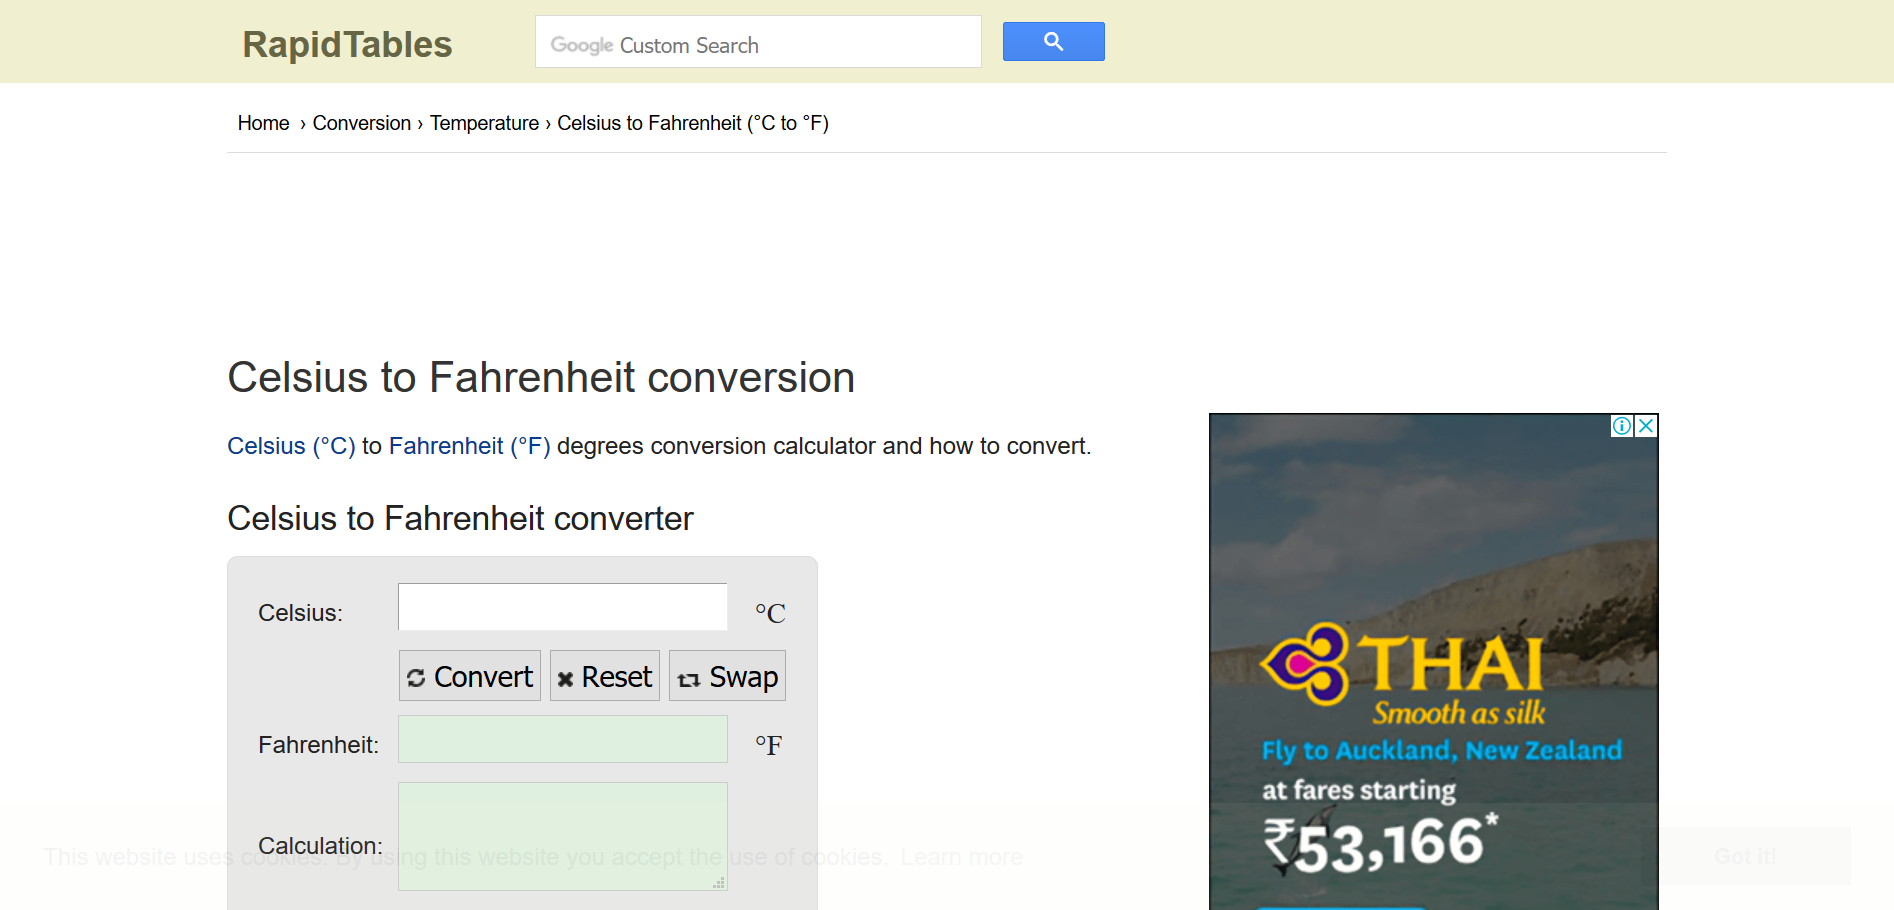 RapidTables
Google Custom Search
Home › Conversion › Temperature › Celsius to Fahrenheit (°C to °F)
Celsius to Fahrenheit conversion
Celsius (°C) to Fahrenheit (°F) degrees conversion calculator and how to convert.
Celsius to Fahrenheit converter
Celsius: °C
Convert Reset Swap
Fahrenheit: °F
Calculation:
This website uses cookies. By using this website you accept the use of cookies. Learn more
Got it!
THAI
Smooth as silk
Fly to Auckland, New Zealand
at fares starting
₹53,166*